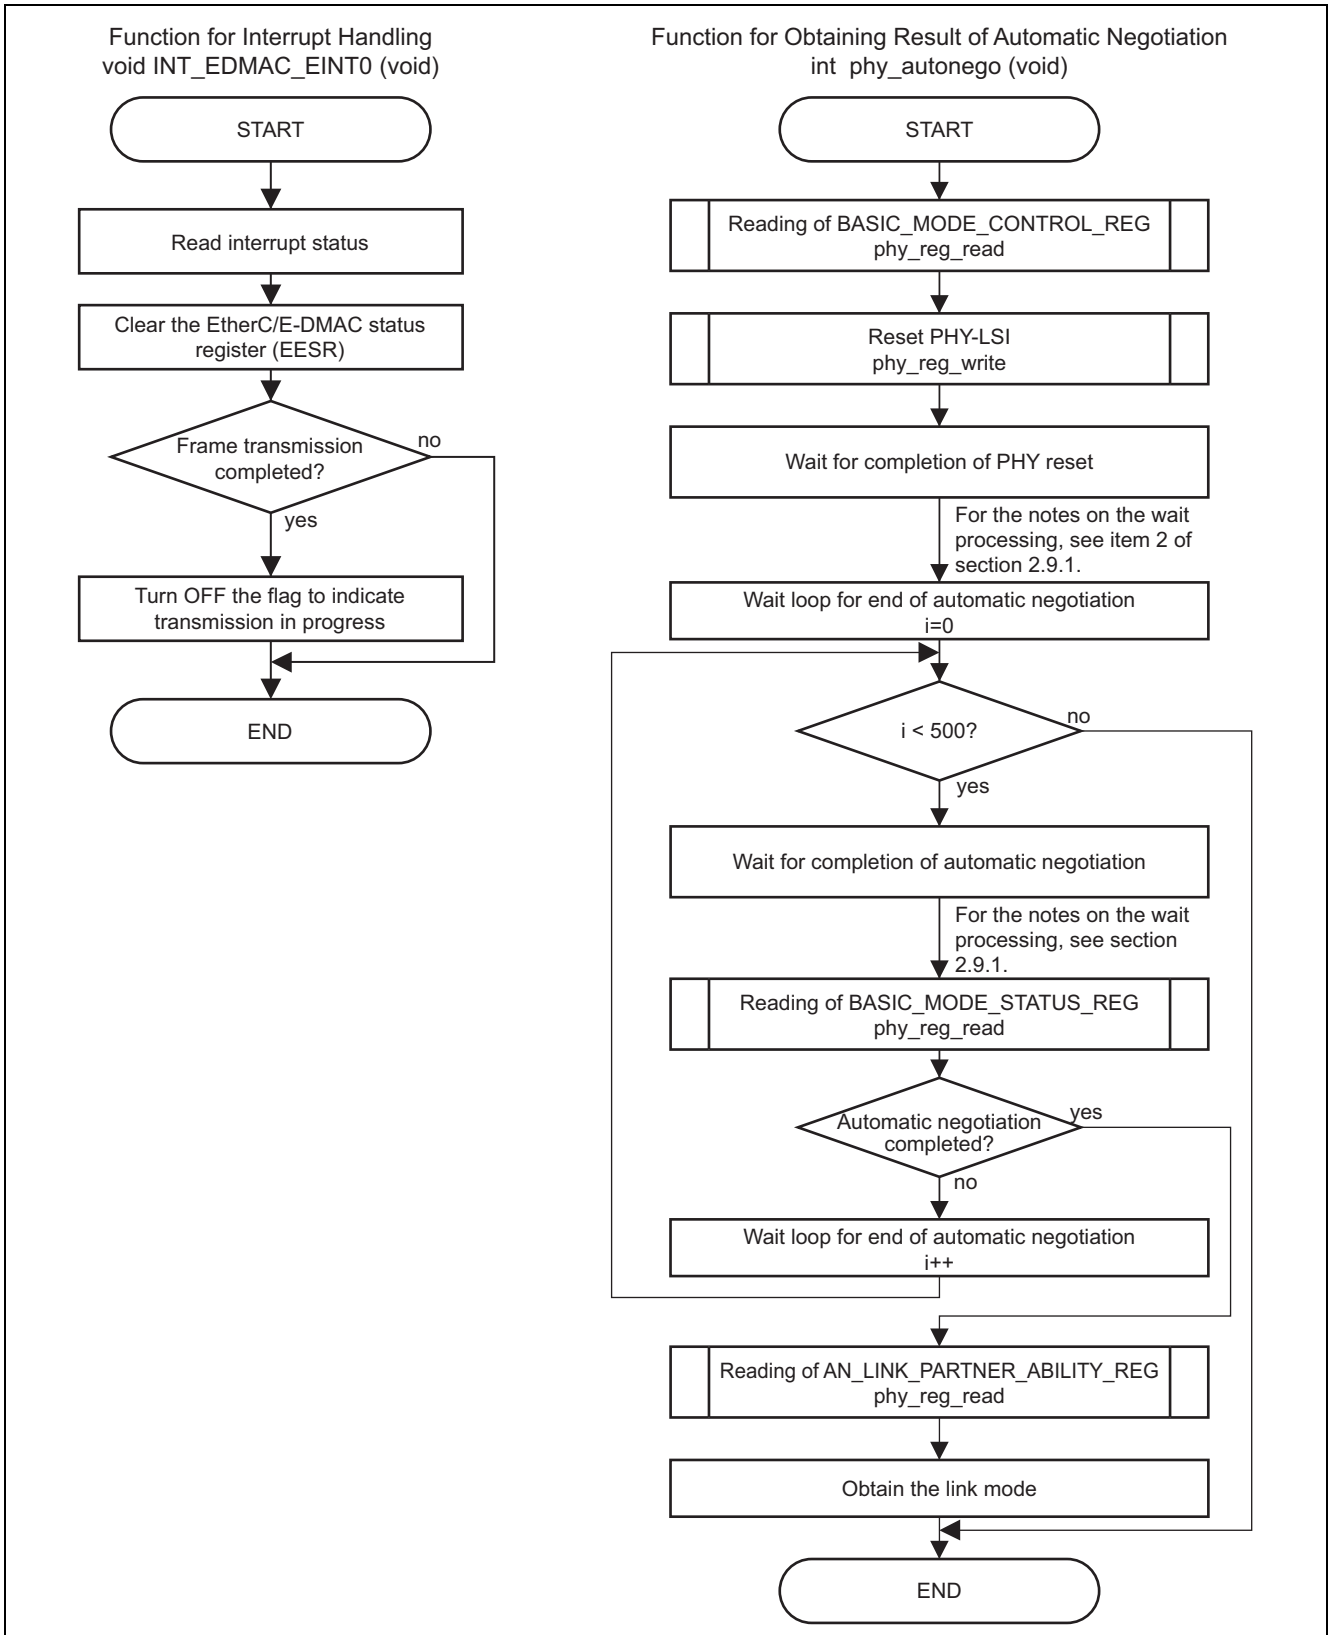 Function for Interrupt Handling
void INT_EDMAC_EINT0 (void)
START
Read interrupt status
Clear the EtherC/E-DMAC status
register (EESR)
Frame transmission
completed?
no
yes
Turn OFF the flag to indicate
transmission in progress
END
Function for Obtaining Result of Automatic Negotiation
int phy_autonego (void)
START
Reading of BASIC_MODE_CONTROL_REG
phy_reg_read
Reset PHY-LSI
phy_reg_write
Wait for completion of PHY reset
For the notes on the wait
processing, see item 2 of
section 2.9.1.
Wait loop for end of automatic negotiation
i=0
i < 500?
no
yes
Wait for completion of automatic negotiation
For the notes on the wait
processing, see section
2.9.1.
Reading of BASIC_MODE_STATUS_REG
phy_reg_read
Automatic negotiation
completed?
yes
no
Wait loop for end of automatic negotiation
i++
Reading of AN_LINK_PARTNER_ABILITY_REG
phy_reg_read
Obtain the link mode
END